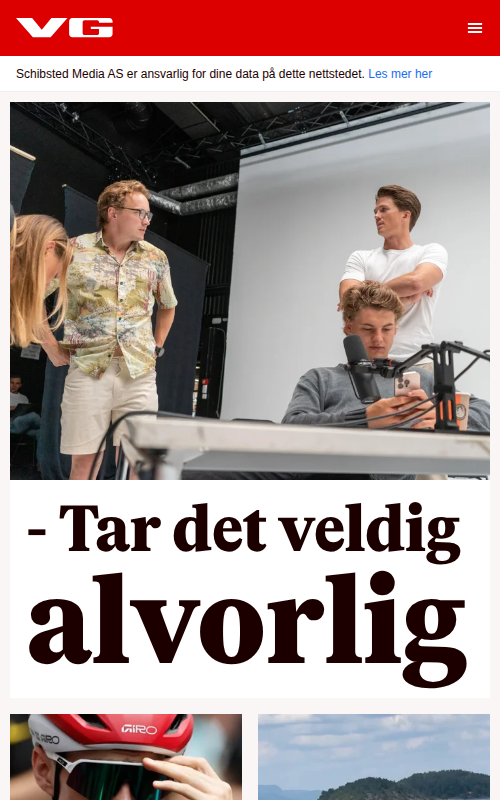 VG
Schibsted Media AS er ansvarlig for dine data på dette nettstedet. Les mer her
- Tar det veldig
alvorlig
GIRO